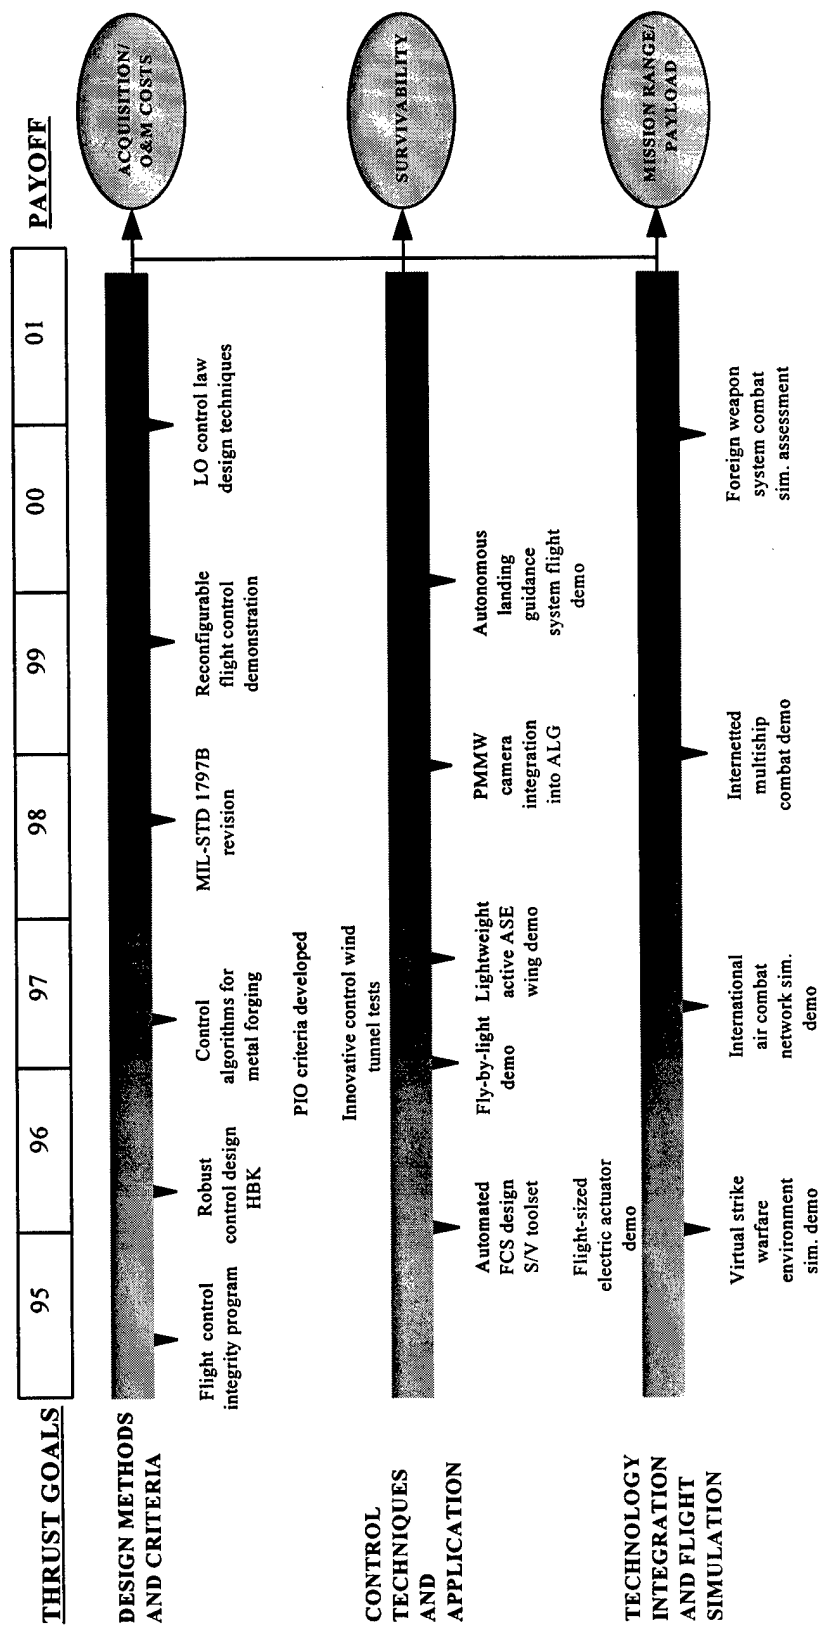 THRUST GOALS
95
96
97
98
99
00
01
PAYOFF
DESIGN METHODS
AND CRITERIA
Flight control
integrity program
Robust
control design
HBK
Control
algorithms for
metal forging
PIO criteria developed
MIL-STD 1797B
revision
Reconfigurable
flight control
demonstration
LO control law
design techniques
ACQUISITION/
O&M COSTS
CONTROL
TECHNIQUES
AND
APPLICATION
Innovative control wind
tunnel tests
Automated
FCS design
S/V toolset
Flight-sized
electric actuator
demo
Fly-by-light
demo
Lightweight
active ASE
wing demo
PMMW
camera
integration
into ALG
Autonomous
landing
guidance
system flight
demo
SURVIVABILITY
TECHNOLOGY
INTEGRATION
AND FLIGHT
SIMULATION
Virtual strike
warfare
environment
sim. demo
International
air combat
network sim.
demo
Internetted
multiship
combat demo
Foreign weapon
system combat
sim. assessment
MISSION RANGE/
PAYLOAD